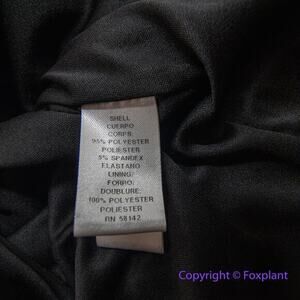 SHELL
CUERPO
CORPS:
95% POLYESTER
POLIESTER
5% SPANDEX
ELASTANO
LINING/
FORRO/
DOUBLURE:
100% POLYESTER
POLIESTER
RN 58142
Copyright © Foxplant